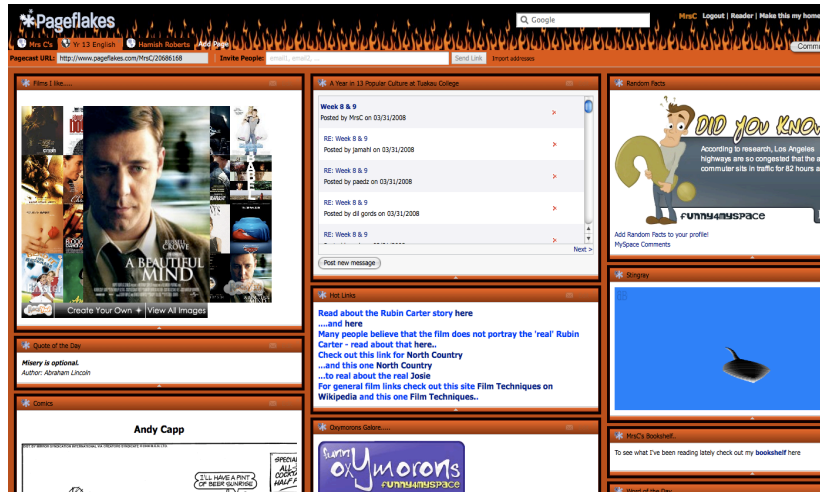 Pageflakes
Google
MrsC Logout | Reader | Make this my home
Mrs C's
Yr 13 English
Hamish Roberts
Add Page
Commu
Pagecast URL: http://www.pageflakes.com/MrsC/20686168
Invite People: email1, email2, ...
Send Link
Import addresses
Films I like.....
RUSSELL
CROWE
A BEAUTIFUL
MIND
Create Your Own + View All Images
Quote of the Day
Misery is optional.
Author: Abraham Lincoln
Comics
Andy Capp
I'LL HAVE A PINT
OF BEER SUNRISE
SPECIA
ALL-
COCKTA
HALF P
A Year in 13 Popular Culture at Tuakau College
Week 8 & 9
Posted by MrsC on 03/31/2008
RE: Week 8 & 9
Posted by jamahl on 03/31/2008
RE: Week 8 & 9
Posted by paedz on 03/31/2008
RE: Week 8 & 9
Posted by dil gords on 03/31/2008
RE: Week 8 & 9
Next >
Post new message
Hot Links
Read about the Rubin Carter story here
....and here
Many people believe that the film does not portray the 'real' Rubin
Carter - read about that here..
Check out this link for North Country
...and this one North Country
...to real about the real Josie
For general film links check out this site Film Techniques on
Wikipedia and this one Film Techniques..
Oxymorons Galore.....
funny
oxymorons
FUNNY4MYSPACE
Random Facts
DID YOU KNOW
According to research, Los Angeles
highways are so congested that the a
commuter sits in traffic for 82 hours a
FUNNY4MYSPACE
Add Random Facts to your profile!
MySpace Comments
Stingray
MrsC's Bookshelf..
To see what I've been reading lately check out my bookshelf here
Word of the Day